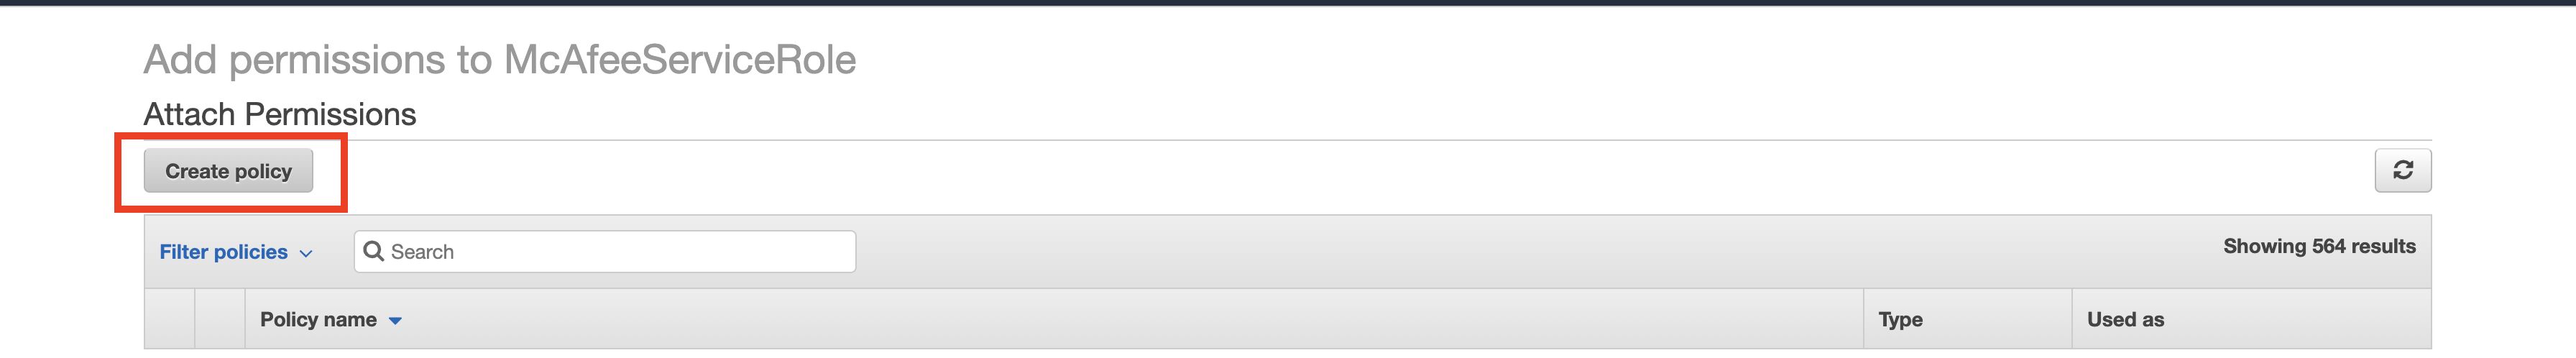 Add permissions to McAfeeServiceRole
Attach Permissions
Create policy
Filter policies Search Showing 564 results
Policy name Type Used as